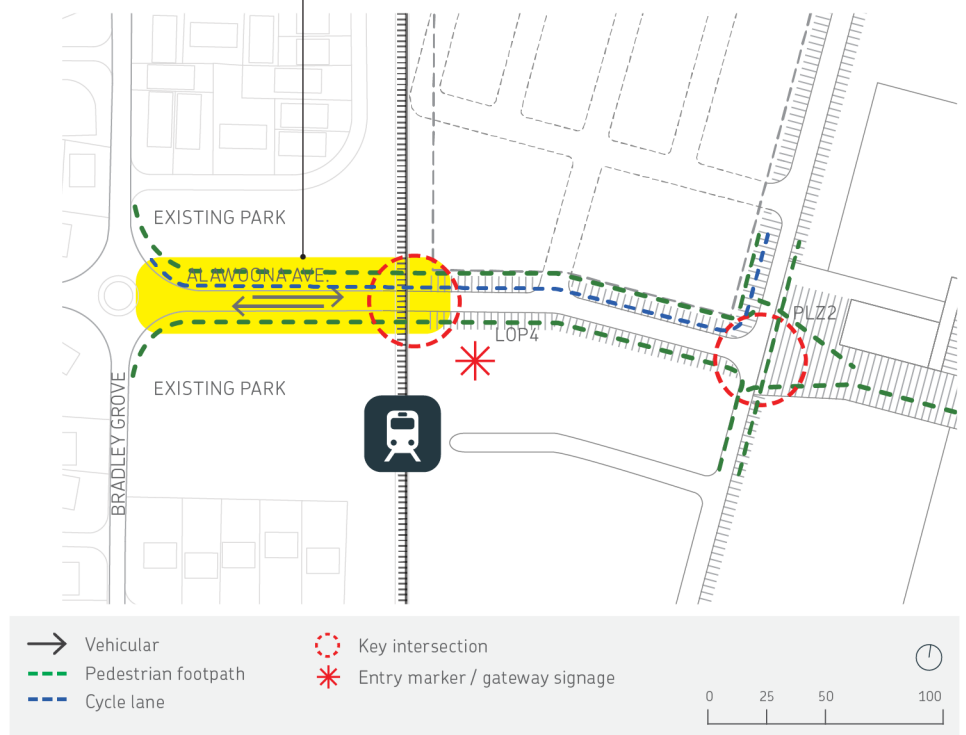 EXISTING PARK
ALAWOONA AVE.
PLZ2
LOP4
EXISTING PARK
BRADLEY GROVE
Vehicular
Pedestrian footpath
Cycle lane
Key intersection
Entry marker / gateway signage
0 25 50 100